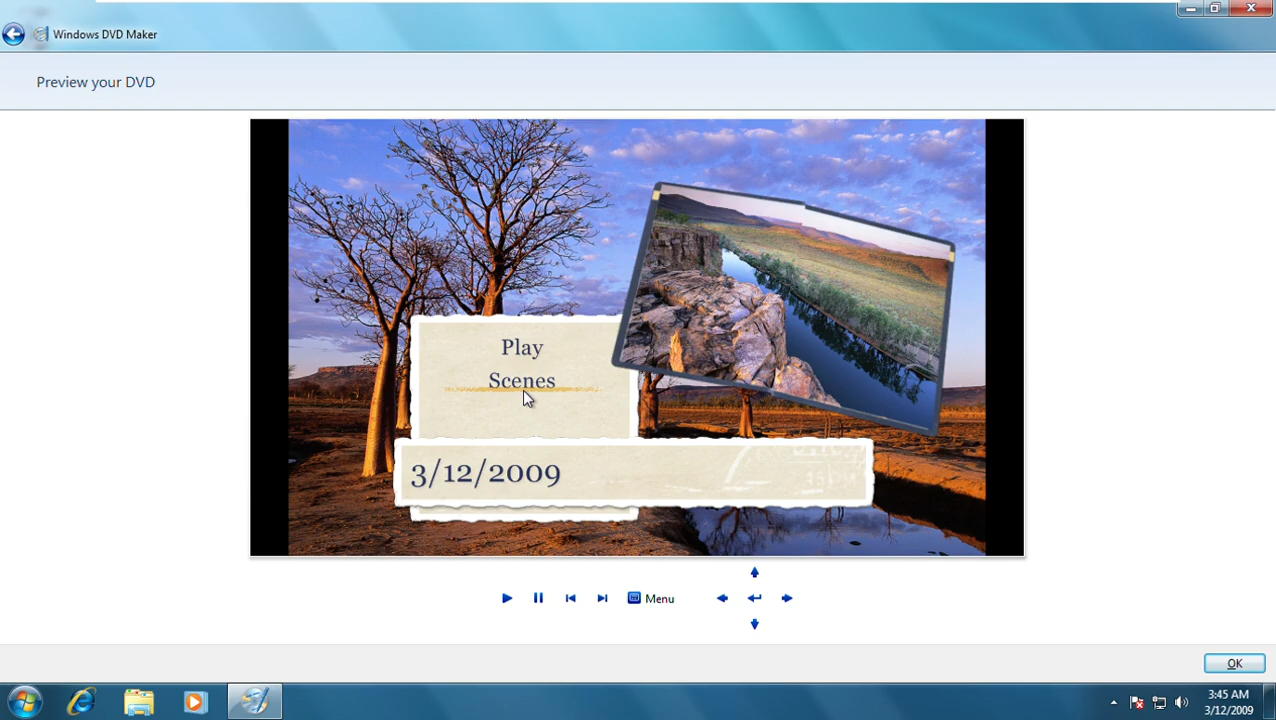 Windows DVD Maker
Preview your DVD
Play
Scenes
3/12/2009
Menu
OK
3:45 AM
3/12/2009